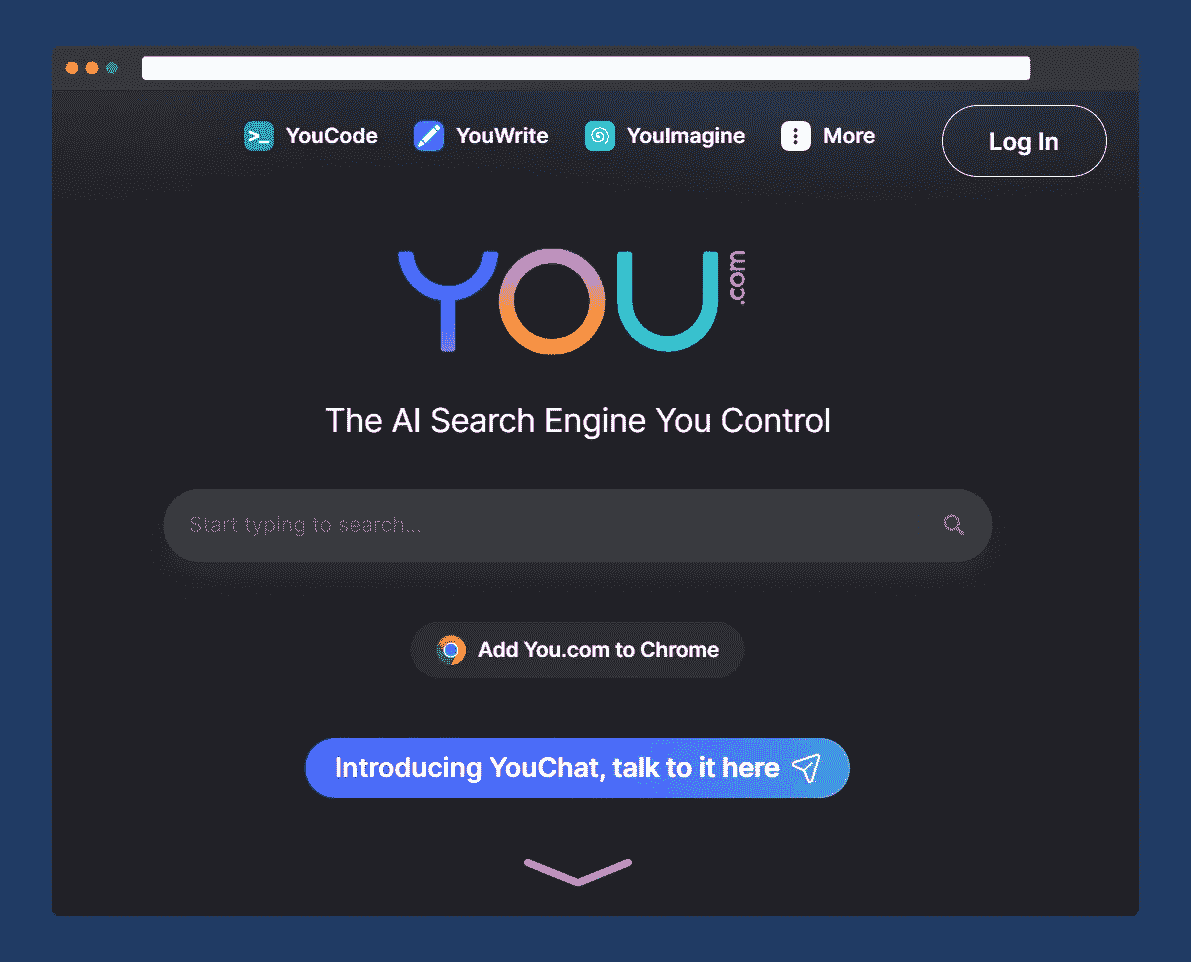 YouCode YouWrite YouImagine More Log In
YOU.com
The AI Search Engine You Control
Start typing to search...
Add You.com to Chrome
Introducing YouChat, talk to it here